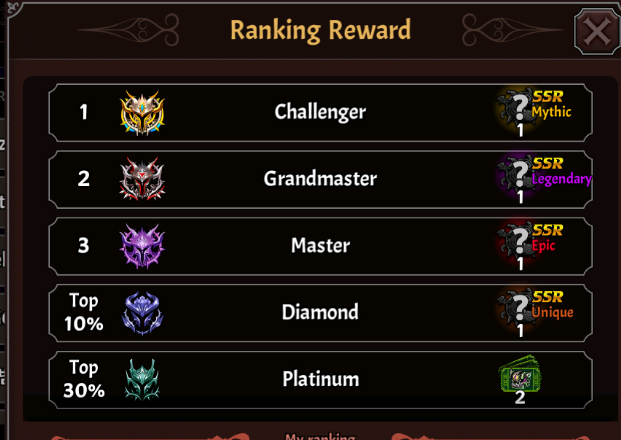 Ranking Reward
1
Challenger
?
SSR
Mythic
1
2
Grandmaster
?
SSR
Legendary
1
3
Master
?
SSR
Epic
1
Top
10%
Diamond
?
SSR
Unique
1
Top
30%
Platinum
2
My ranking